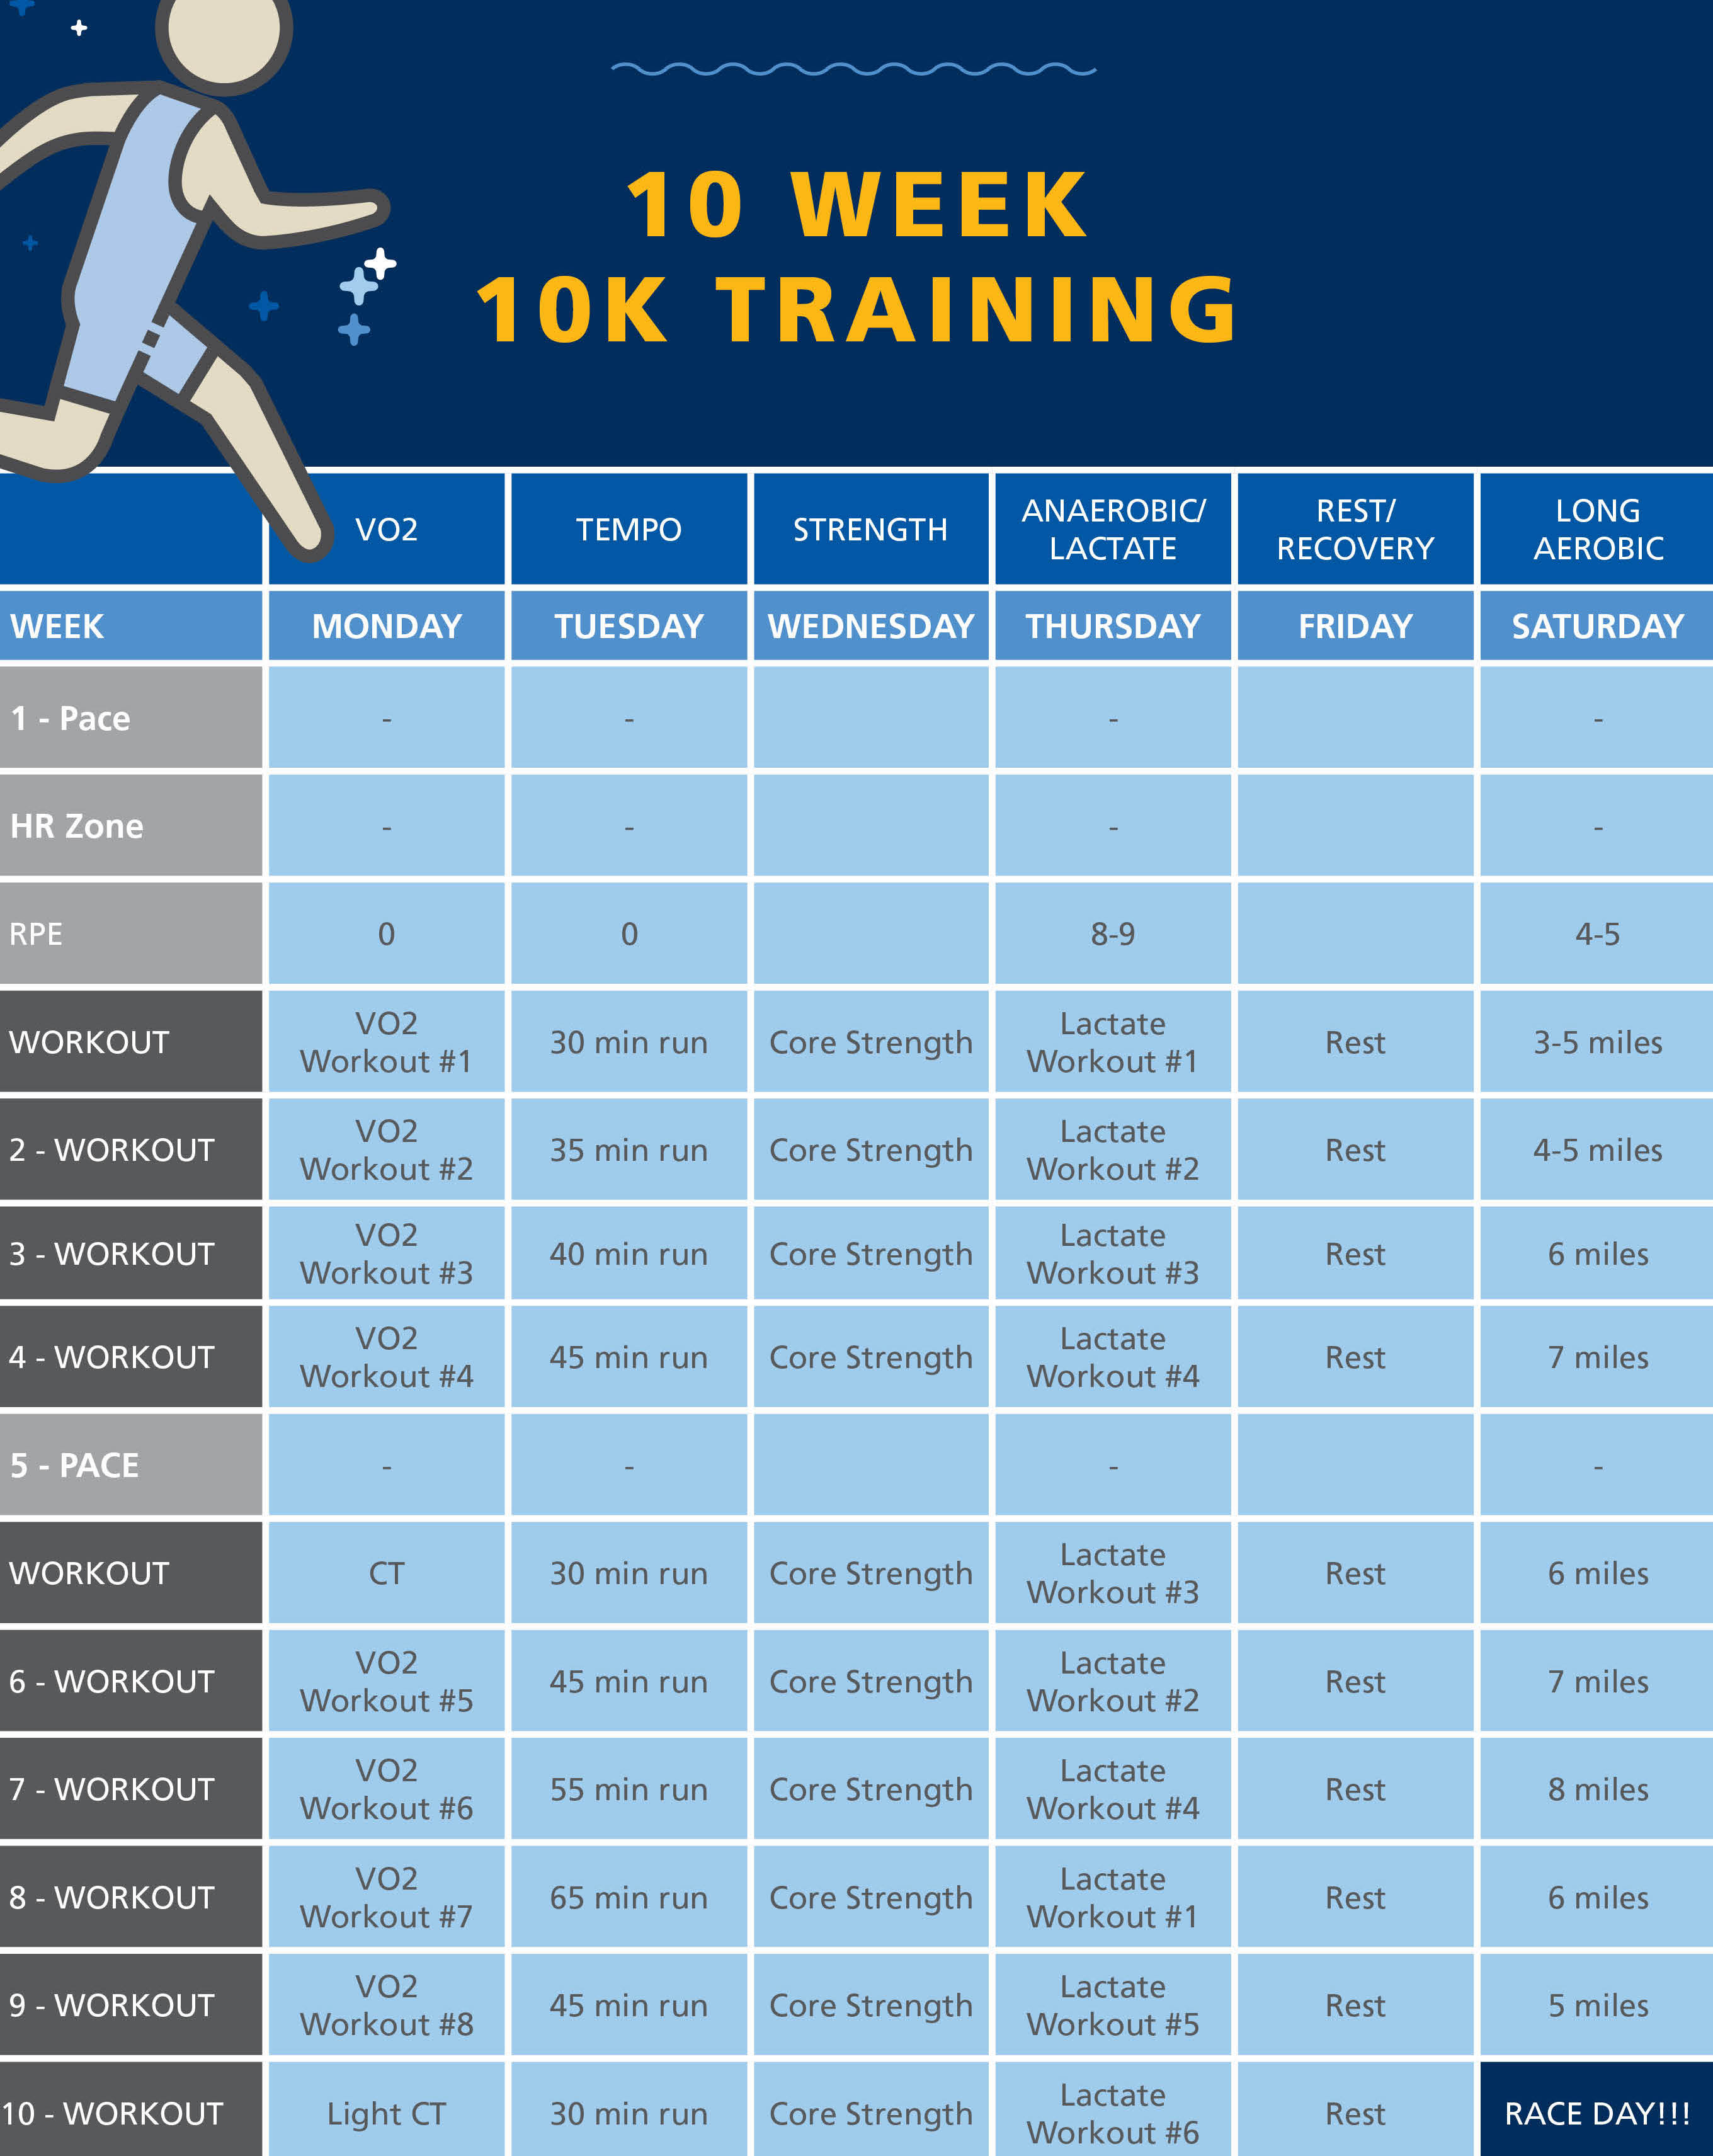 10 WEEK
10K TRAINING
VO2 TEMPO STRENGTH ANAEROBIC/ LACTATE REST/ RECOVERY LONG AEROBIC
WEEK MONDAY TUESDAY WEDNESDAY THURSDAY FRIDAY SATURDAY
1 - Pace - - - -
HR Zone - - - -
RPE 0 0 8-9 4-5
WORKOUT VO2 Workout #1 30 min run Core Strength Lactate Workout #1 Rest 3-5 miles
2 - WORKOUT VO2 Workout #2 35 min run Core Strength Lactate Workout #2 Rest 4-5 miles
3 - WORKOUT VO2 Workout #3 40 min run Core Strength Lactate Workout #3 Rest 6 miles
4 - WORKOUT VO2 Workout #4 45 min run Core Strength Lactate Workout #4 Rest 7 miles
5 - PACE - - - -
WORKOUT CT 30 min run Core Strength Lactate Workout #3 Rest 6 miles
6 - WORKOUT VO2 Workout #5 45 min run Core Strength Lactate Workout #2 Rest 7 miles
7 - WORKOUT VO2 Workout #6 55 min run Core Strength Lactate Workout #4 Rest 8 miles
8 - WORKOUT VO2 Workout #7 65 min run Core Strength Lactate Workout #1 Rest 6 miles
9 - WORKOUT VO2 Workout #8 45 min run Core Strength Lactate Workout #5 Rest 5 miles
10 - WORKOUT Light CT 30 min run Core Strength Lactate Workout #6 Rest RACE DAY!!!